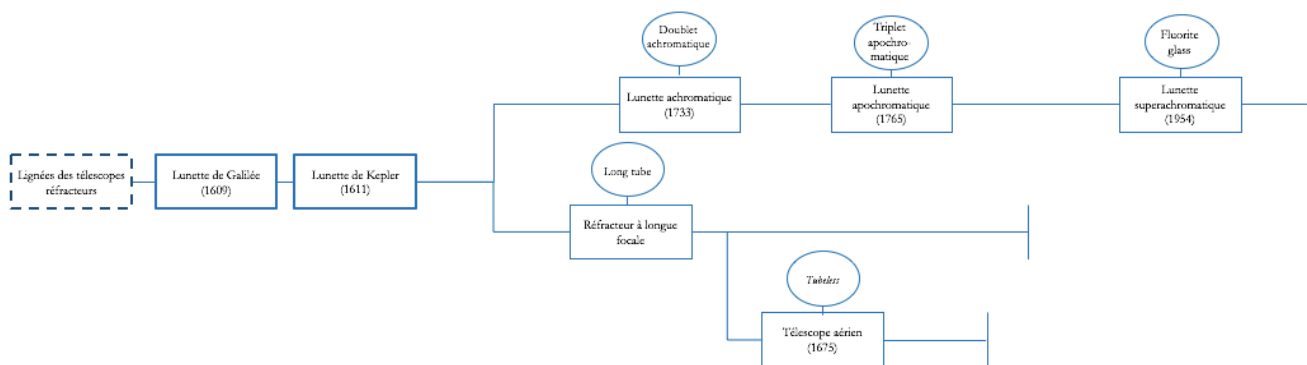 Doublet
achromatique
Triplet
apochro-
matique
Fluorite
glass
Lunette achromatique
(1733)
Lunette
apochromatique
(1765)
Lunette
superachromatique
(1954)
Lignées des télescopes
réfracteurs
Lunette de Galilée
(1609)
Lunette de Kepler
(1611)
Long tube
Réfracteur à longue
focale
Tubeless
Télescope aérien
(1675)